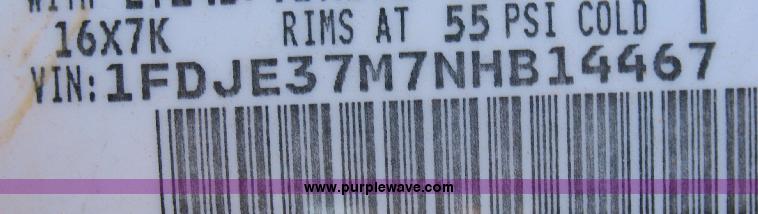 16X7K RIMS AT 55 PSI COLD
VIN: 1FDJE37M7NHB14467
www.purplewave.com